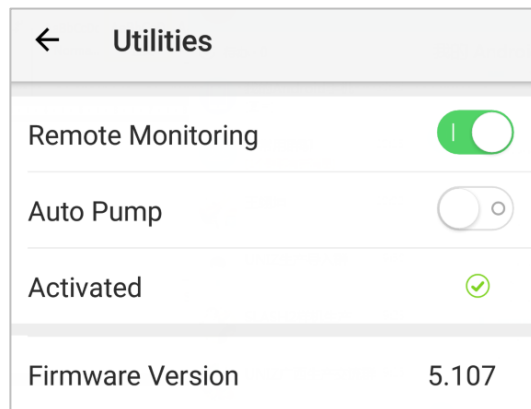 Utilities
Remote Monitoring
Auto Pump
Activated
Firmware Version 5.107